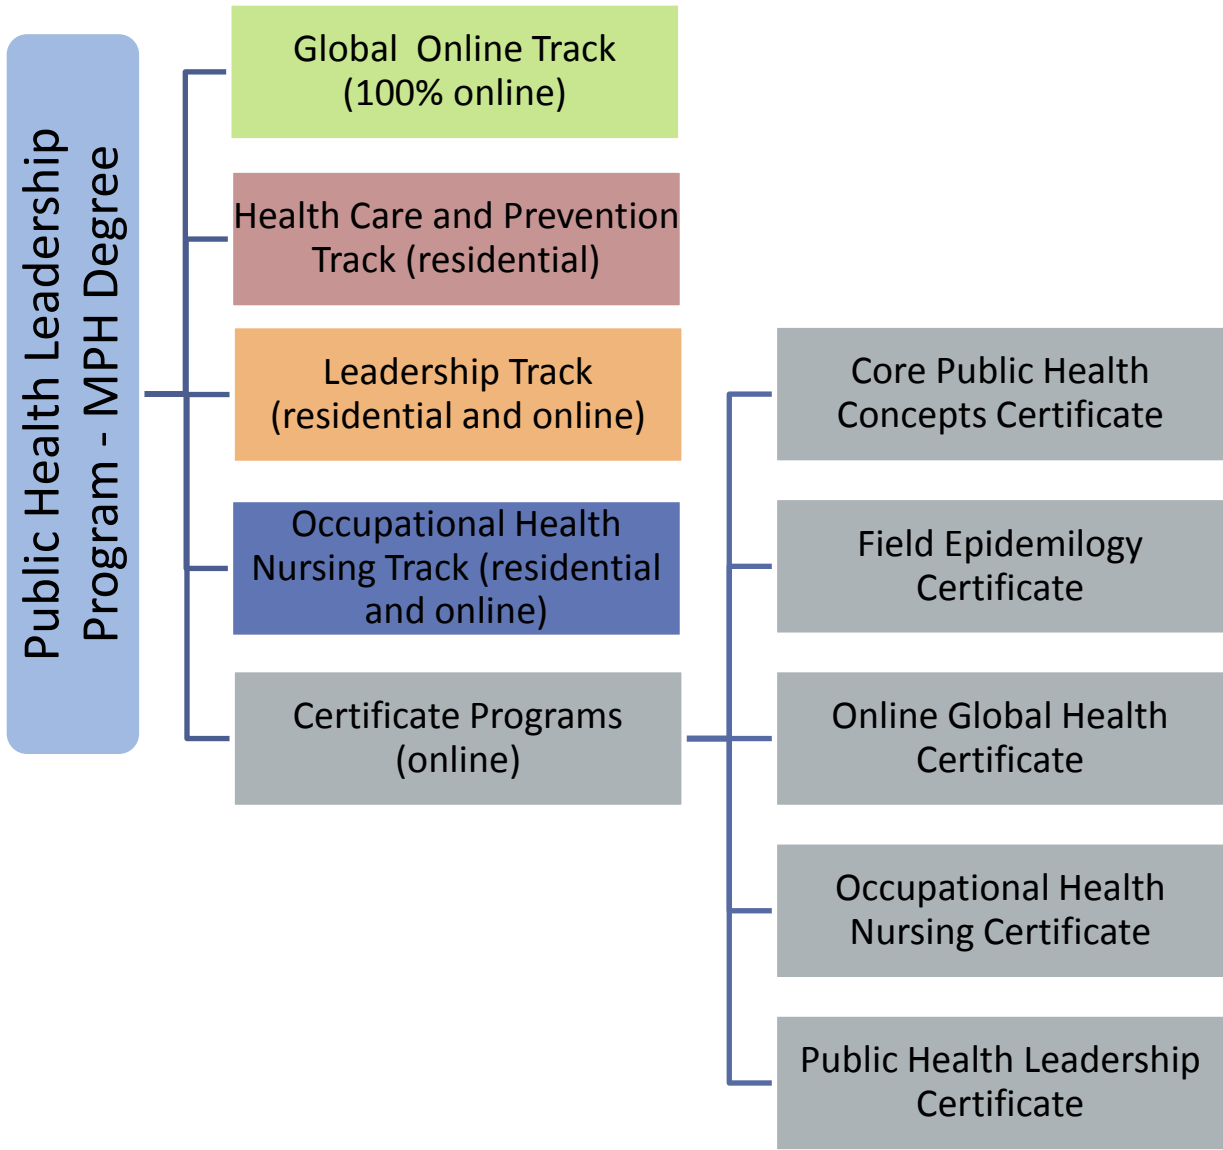 Public Health Leadership
Program - MPH Degree
Global  Online Track
(100% online)
Health Care and Prevention
Track (residential)
Leadership Track
(residential and online)
Occupational Health
Nursing Track (residential
and online)
Certificate Programs
(online)
Core Public Health
Concepts Certificate
Field Epidemilogy
Certificate
Online Global Health
Certificate
Occupational Health
Nursing Certificate
Public Health Leadership
Certificate